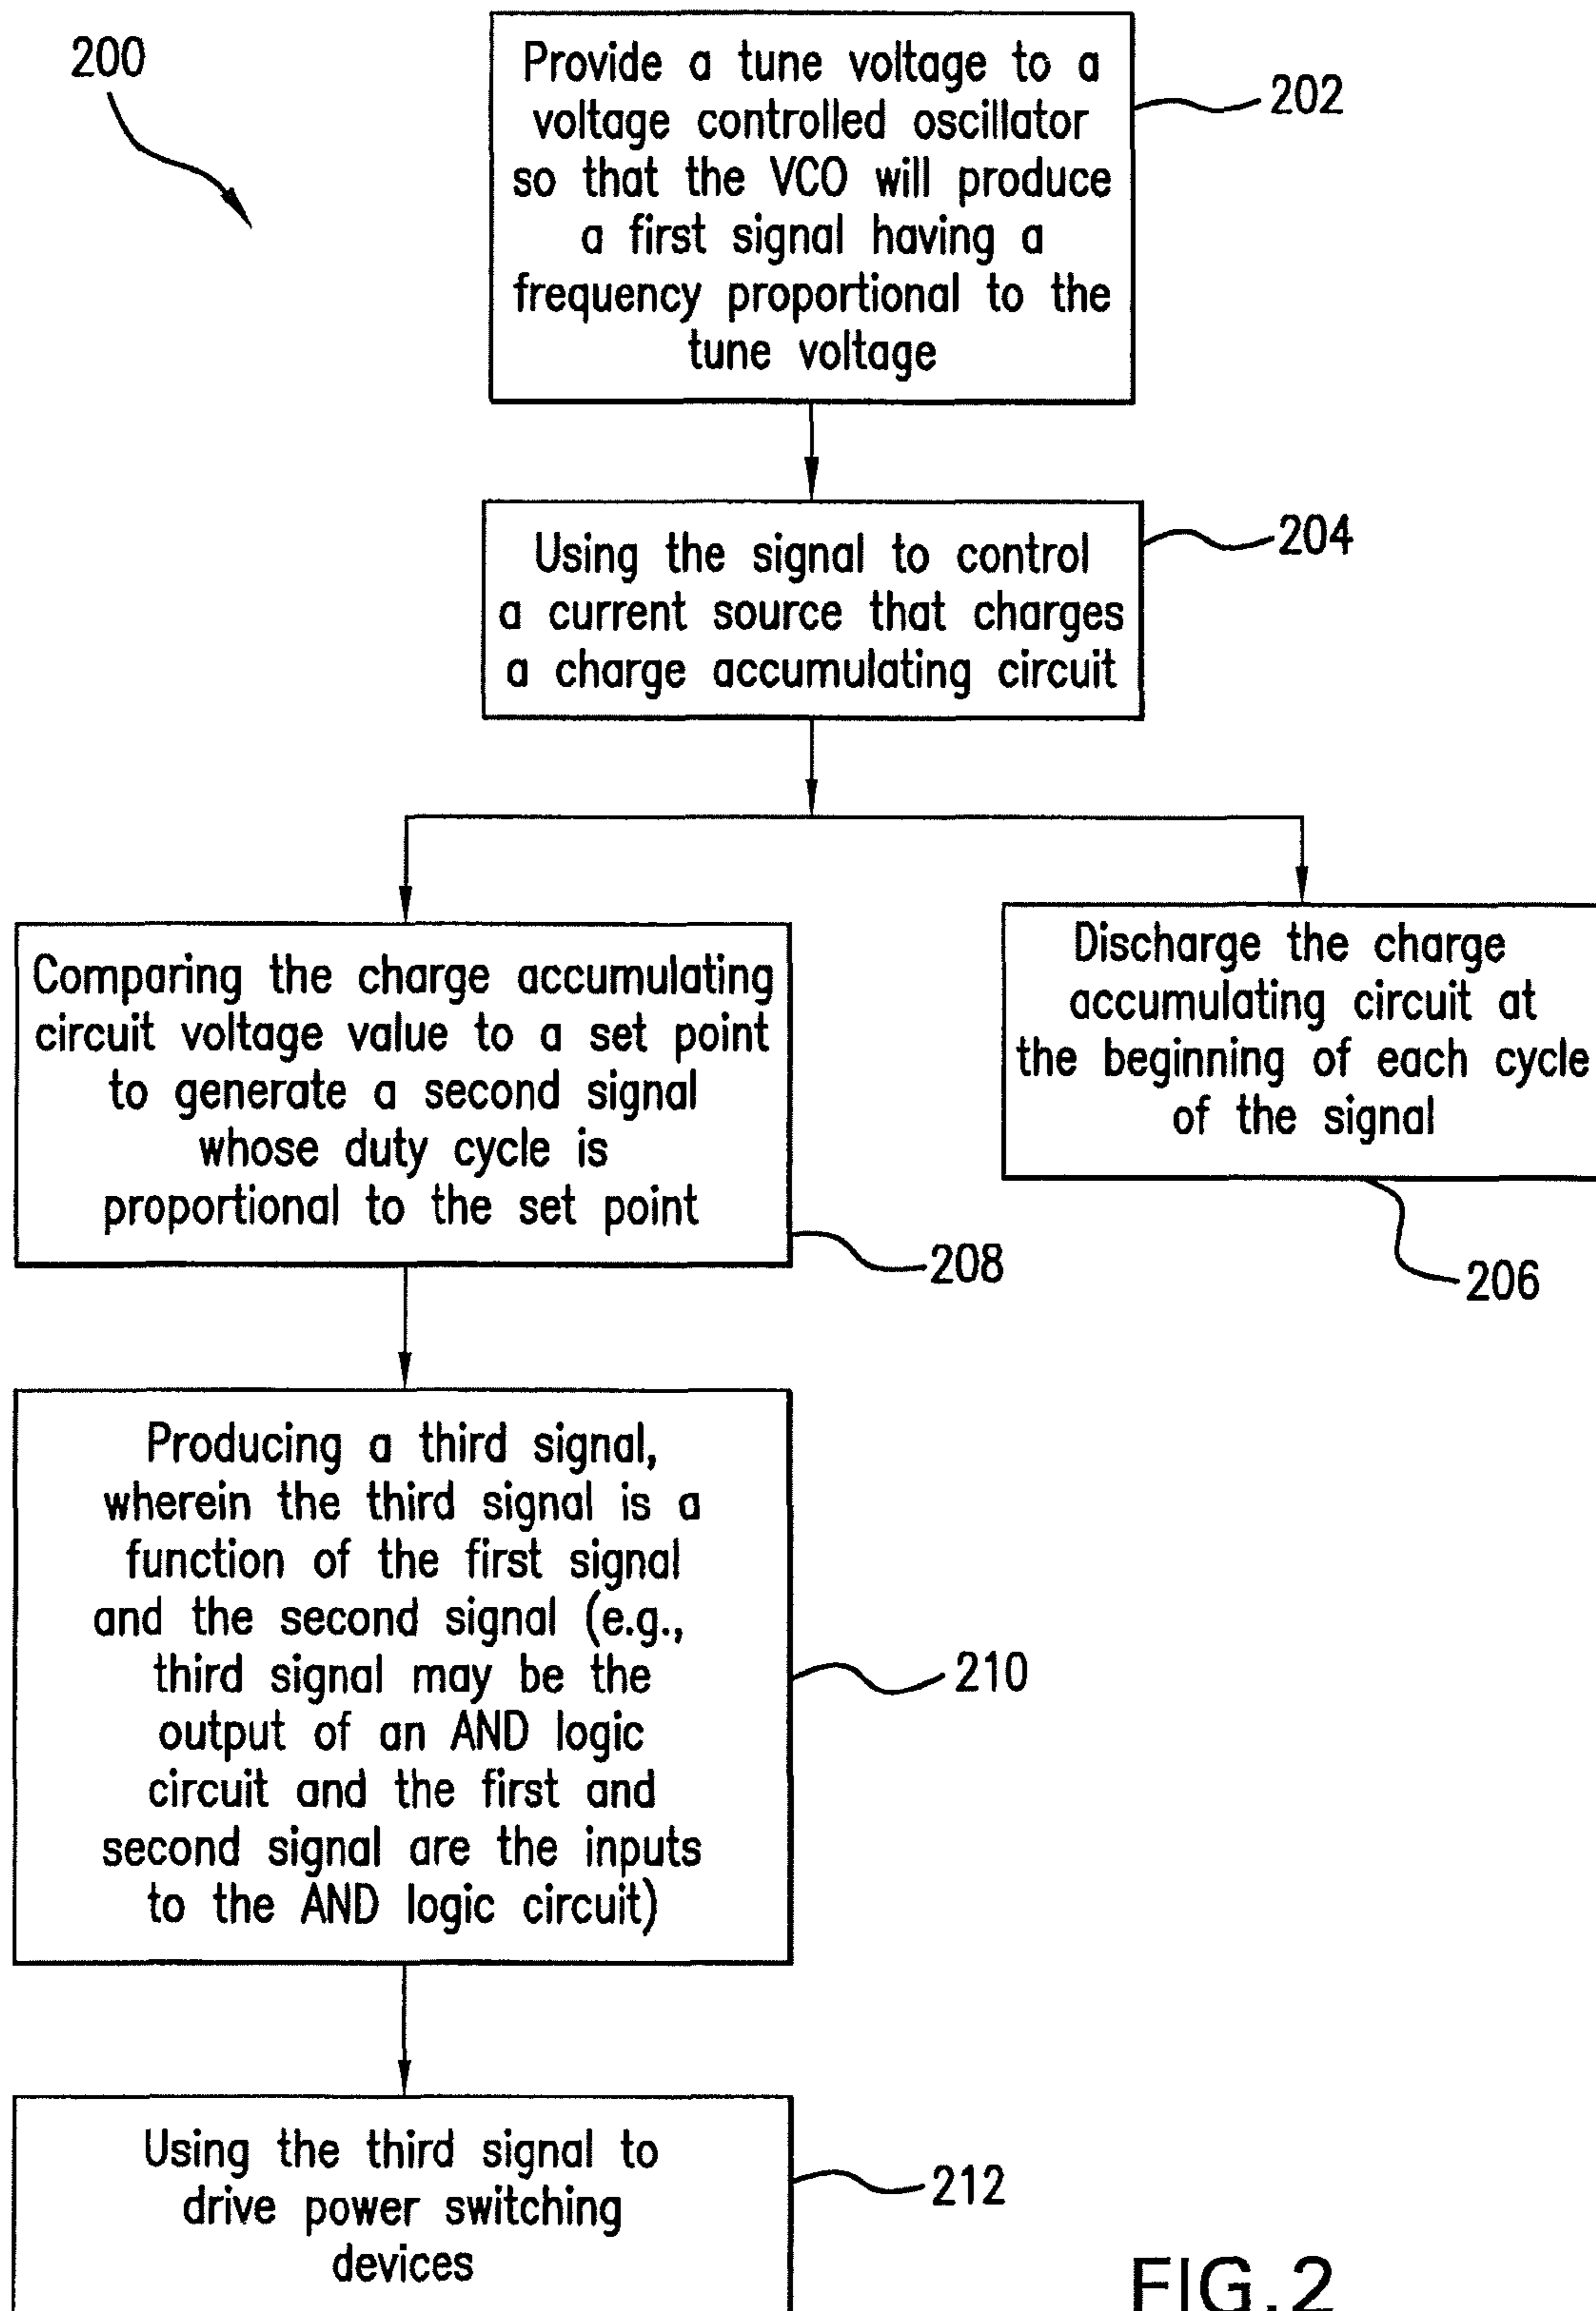 200
Provide a tune voltage to a
voltage controlled oscillator
so that the VCO will produce
a first signal having a
frequency proportional to the
tune voltage
202
Using the signal to control
a current source that charges
a charge accumulating circuit
204
Comparing the charge accumulating
circuit voltage value to a set point
to generate a second signal
whose duty cycle is
proportional to the set point
208
Discharge the charge
accumulating circuit at
the beginning of each cycle
of the signal
206
Producing a third signal,
wherein the third signal is a
function of the first signal
and the second signal (e.g.,
third signal may be the
output of an AND logic
circuit and the first and
second signal are the inputs
to the AND logic circuit)
210
Using the third signal to
drive power switching
devices
212
FIG.2